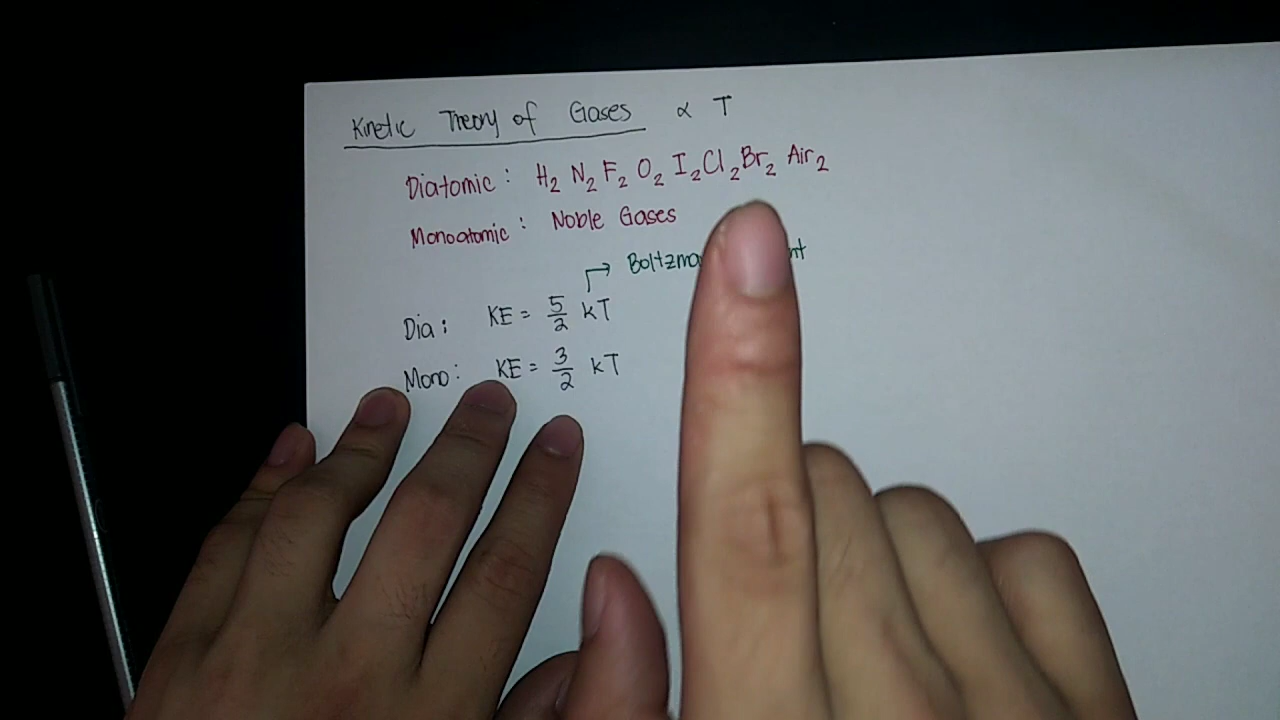 Kinetic Theory of Gases ∝ T
Diatomic: H₂ N₂ F₂ O₂ I₂ Cl₂ Br₂ Air₂
Monoatomic: Noble Gases
Dia: KE = 5/2 kT
Mono: KE = 3/2 kT